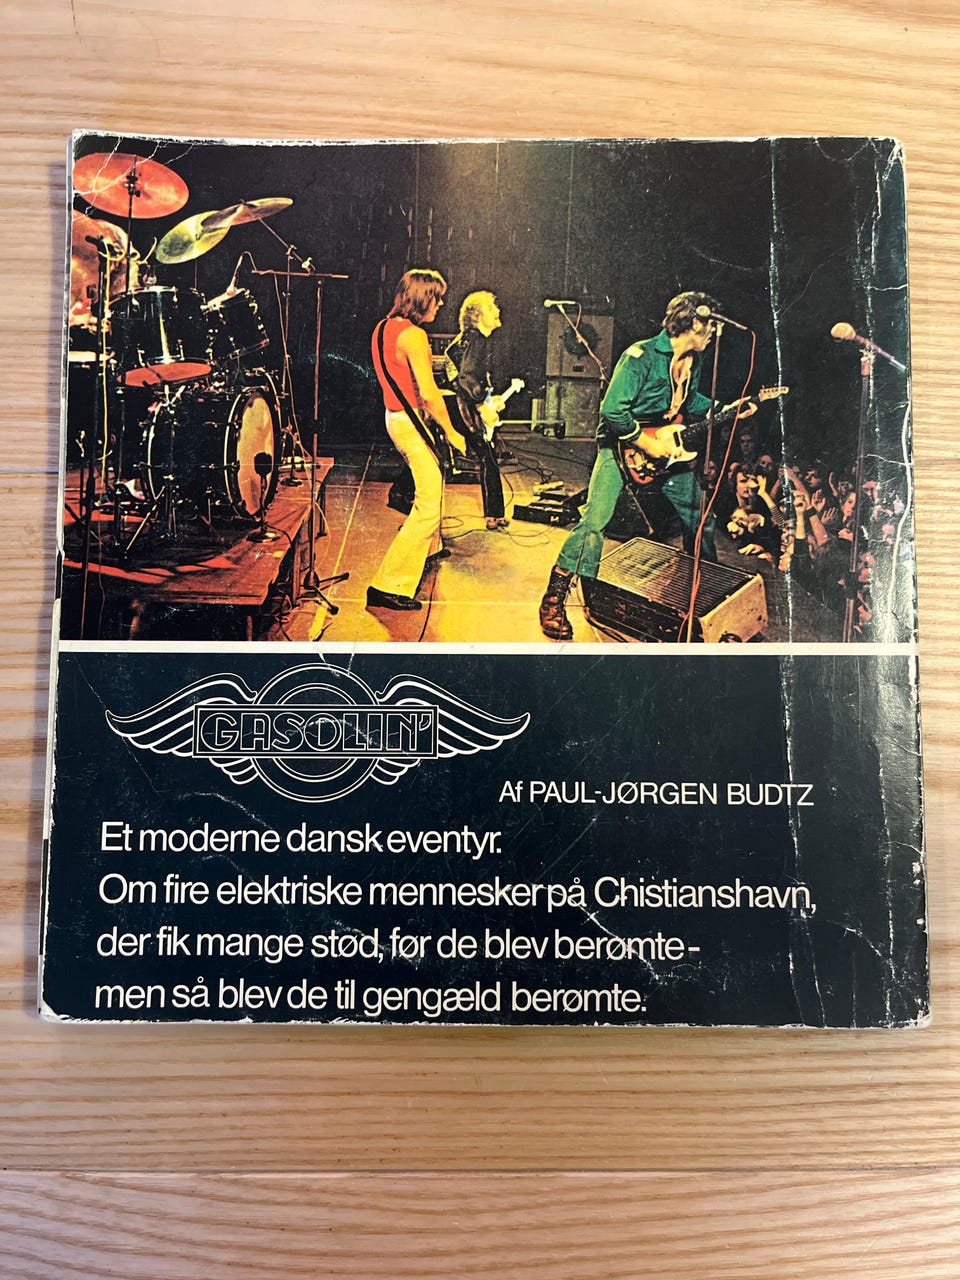 GASOLIN'
Af PAUL-JØRGEN BUDTZ
Et moderne dansk eventyr.
Om fire elektriske mennesker på Chistianshavn,
der fik mange stød, før de blev berømte-
men så blev de til gengæld berømte.